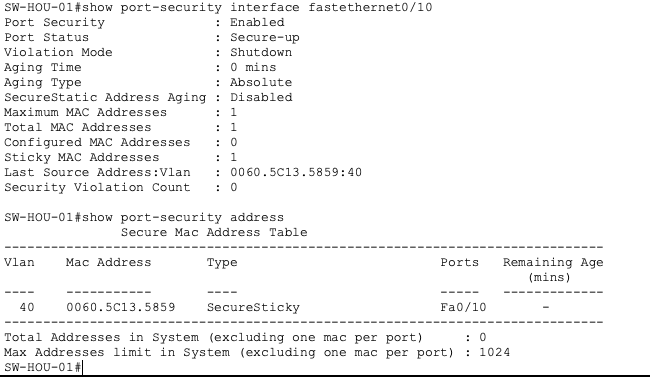 SW-HOU-01#show port-security interface fastethernet0/10
Port Security              : Enabled
Port Status                : Secure-up
Violation Mode             : Shutdown
Aging Time                 : 0 mins
Aging Type                 : Absolute
SecureStatic Address Aging : Disabled
Maximum MAC Addresses      : 1
Total MAC Addresses        : 1
Configured MAC Addresses   : 0
Sticky MAC Addresses       : 1
Last Source Address:Vlan   : 0060.5C13.5859:40
Security Violation Count   : 0

SW-HOU-01#show port-security address
               Secure Mac Address Table
-----------------------------------------------------------------------------
Vlan    Mac Address       Type                          Ports   Remaining Age
                                                                   (mins)
----    -----------       ----                          -----   -------------
  40    0060.5C13.5859    SecureSticky                  Fa0/10       -
-----------------------------------------------------------------------------
Total Addresses in System (excluding one mac per port)     : 0
Max Addresses limit in System (excluding one mac per port) : 1024
SW-HOU-01#